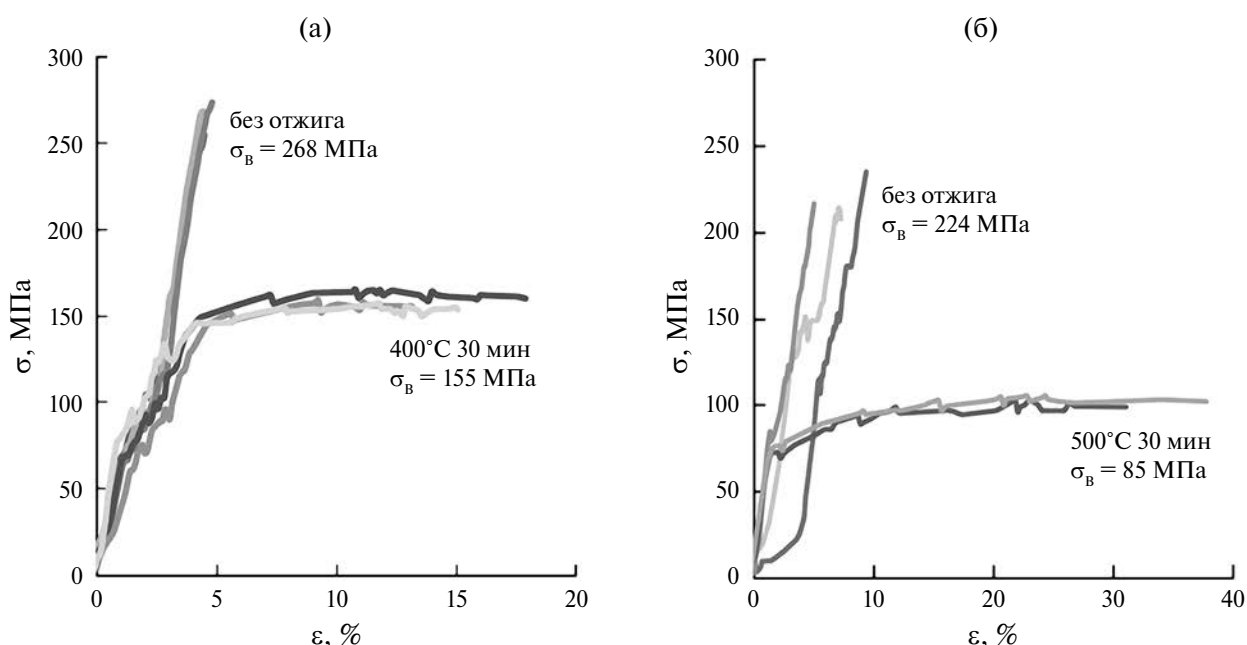 (а)
300
250
200
150
100
50
0
σ, МПа
без отжига
σв = 268 МПа
400°C 30 мин
σв = 155 МПа
0 5 10 15 20
ε, %
(б)
300
250
200
150
100
50
0
σ, МПа
без отжига
σв = 224 МПа
500°C 30 мин
σв = 85 МПа
0 10 20 30 40
ε, %